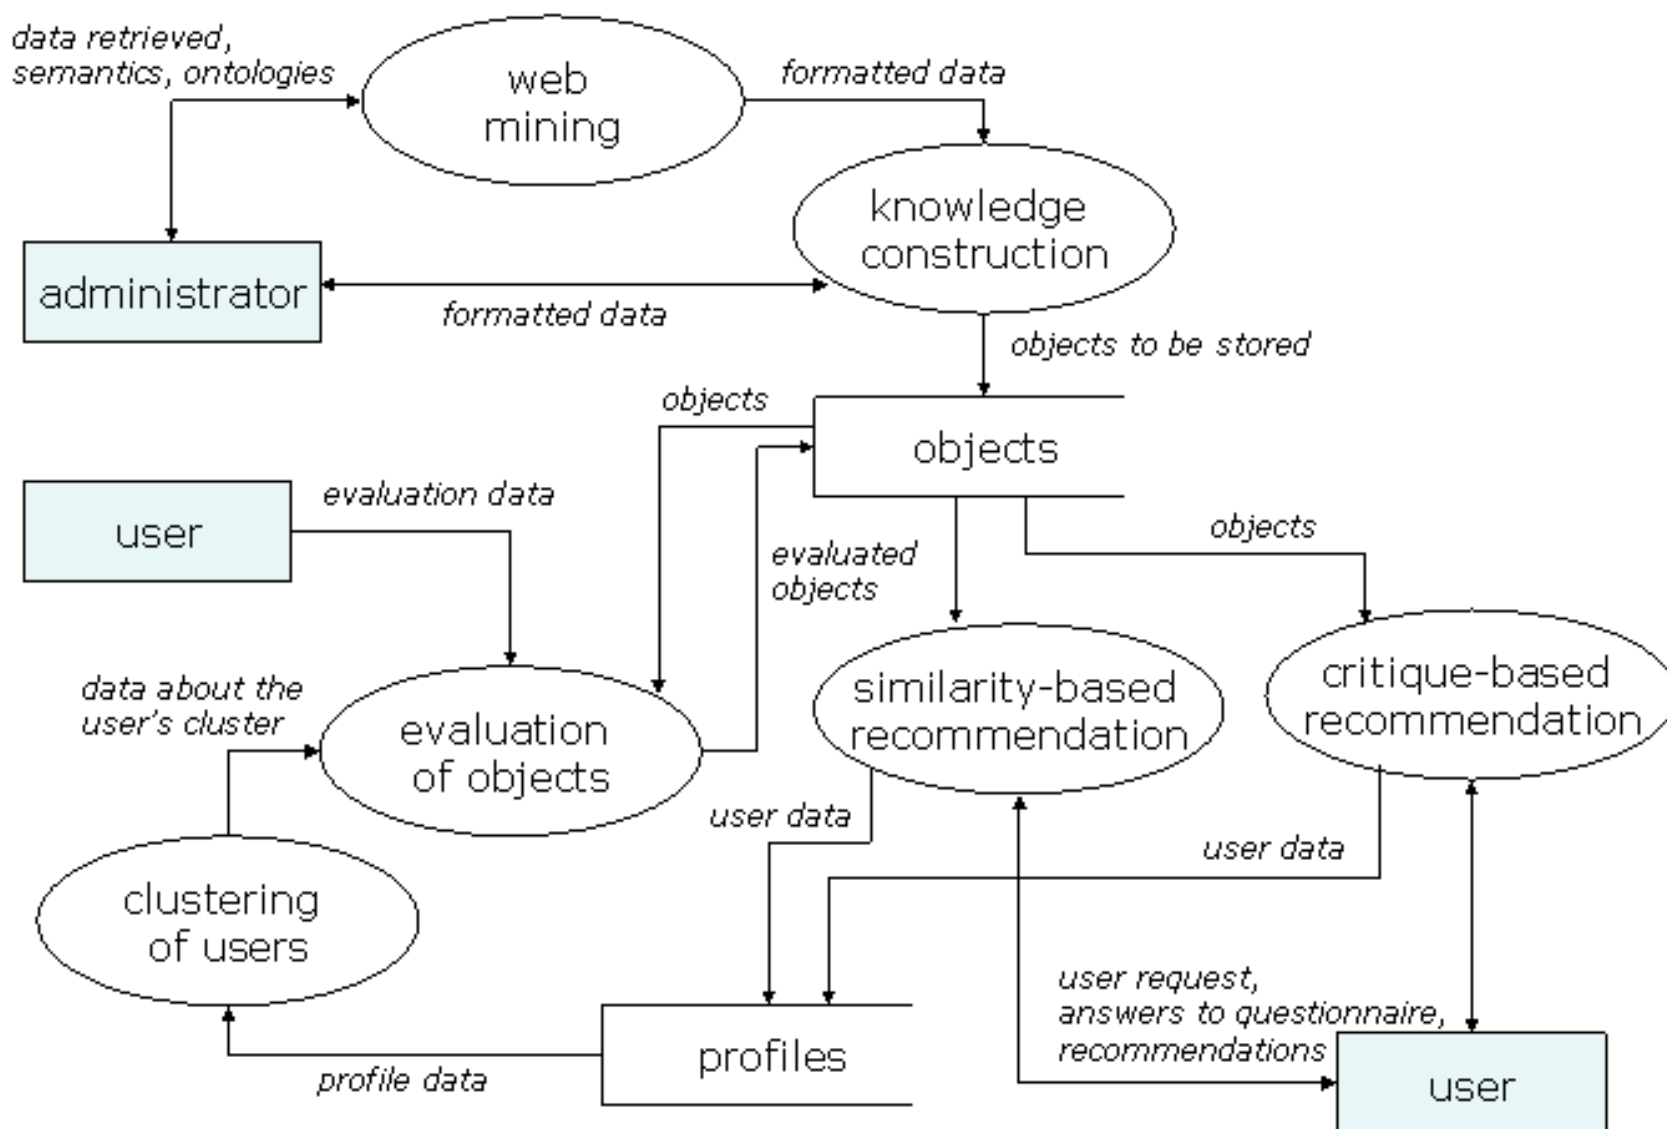 data retrieved,
semantics, ontologies
web
mining
formatted data
knowledge
construction
administrator
formatted data
objects to be stored
objects
objects
user
evaluation data
evaluated
objects
objects
data about the
user's cluster
evaluation
of objects
similarity-based
recommendation
critique-based
recommendation
user data
user data
clustering
of users
user request,
answers to questionnaire,
recommendations
profile data
profiles
user